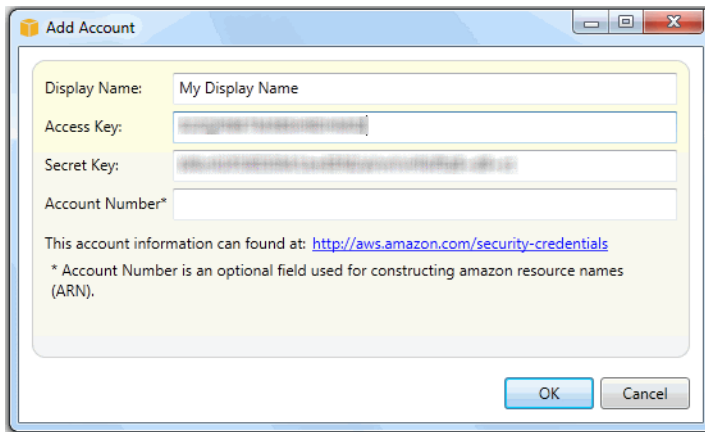 Add Account
Display Name: My Display Name
Access Key:
Secret Key:
Account Number*
This account information can found at: http://aws.amazon.com/security-credentials
* Account Number is an optional field used for constructing amazon resource names
(ARN).
OK Cancel